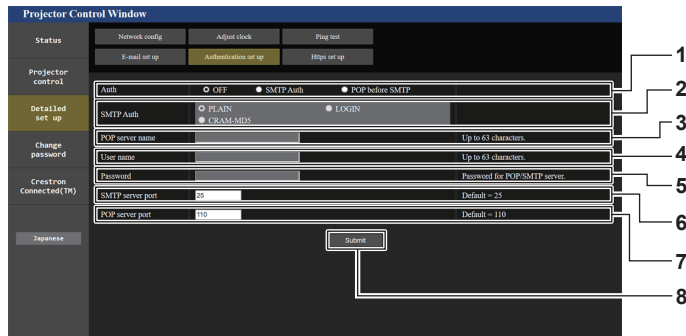 Projector Control Window
Status
Network config
Adjust clock
Ping test
E-mail set up
Authentication set up
Https set up
Projector
control
Detailed
set up
Change
password
Crestron
Connected(TM)
Japanese
Auth
OFF
SMTP Auth
POP before SMTP
1
SMTP Auth
PLAIN
LOGIN
CRAM-MD5
2
POP server name
Up to 63 characters.
3
User name
Up to 63 characters.
4
Password
Password for POP/SMTP server.
5
SMTP server port
25
Default = 25
6
POP server port
110
Default = 110
7
Submit
8